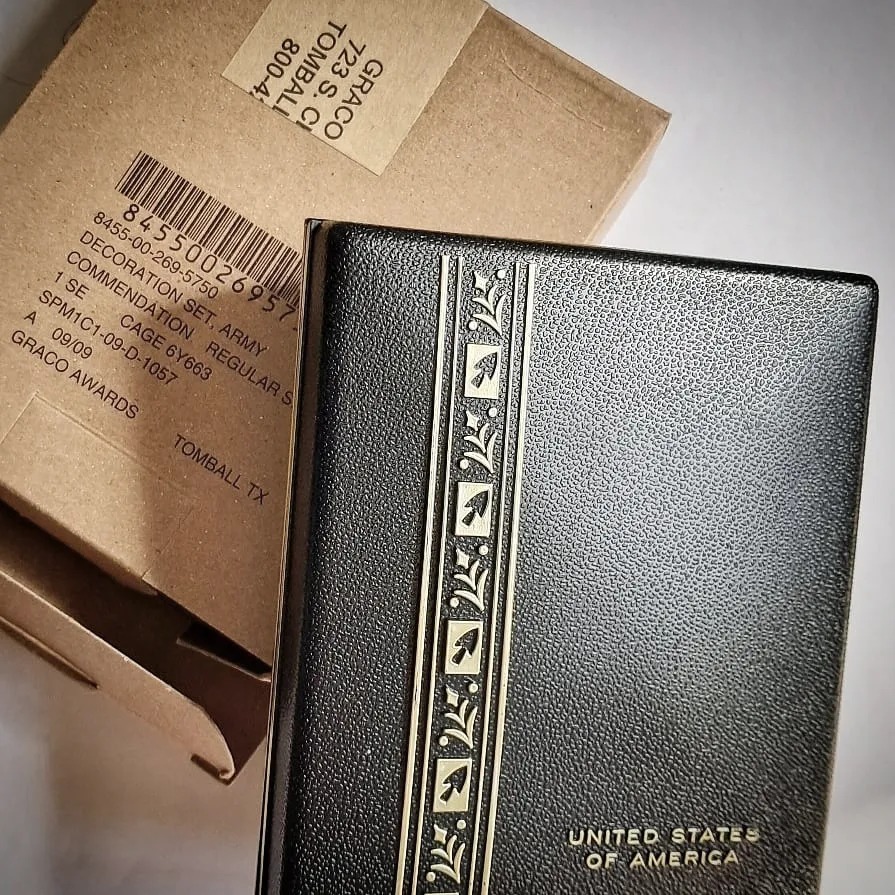 GRACO
723 S.
TOMBALL
800-4
84550026957
8455-00-269-5750
DECORATION SET, ARMY
COMMENDATION REGULAR S
1 SE CAGE 6Y663
SPM1C1-09-D-1057
A 09/09
GRACO AWARDS
TOMBALL TX
UNITED STATES
OF AMERICA